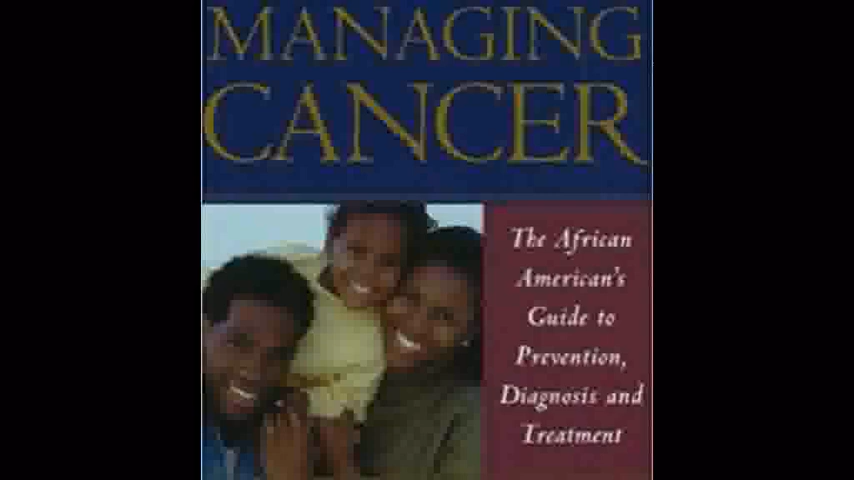 MANAGING
CANCER
The African
American's
Guide to
Prevention,
Diagnosis and
Treatment